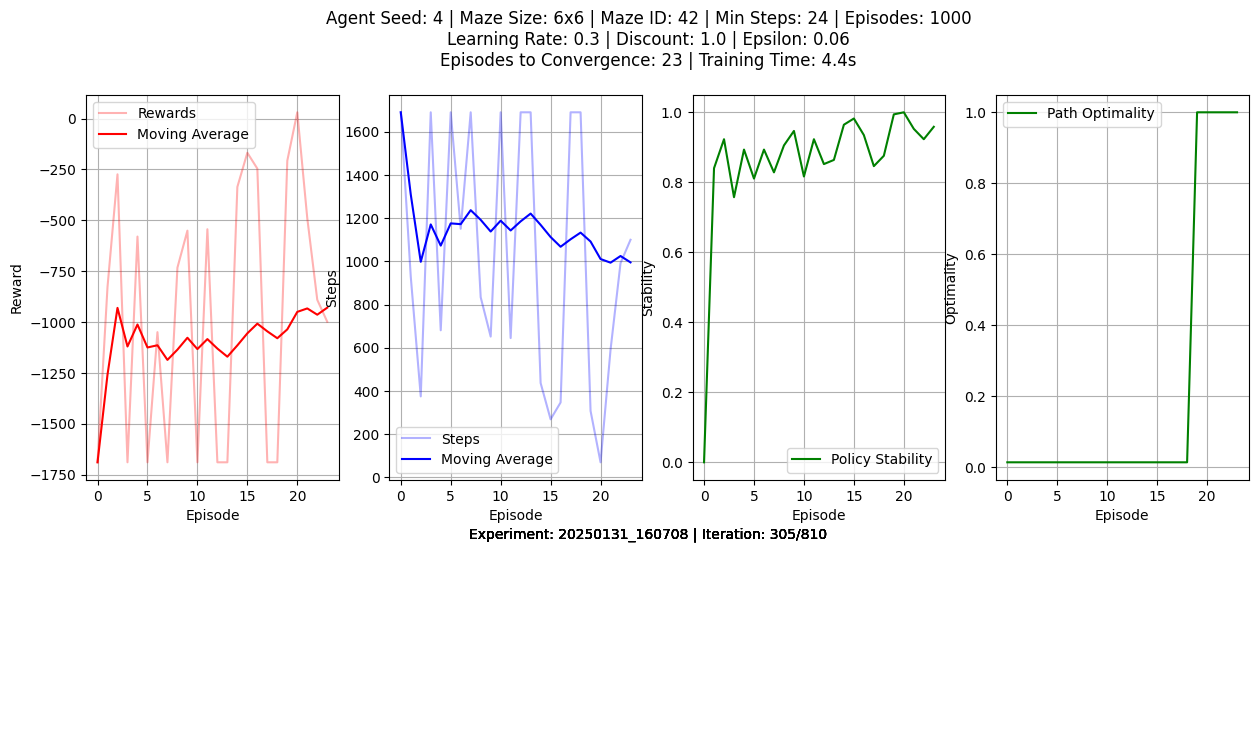 Agent Seed: 4 | Maze Size: 6x6 | Maze ID: 42 | Min Steps: 24 | Episodes: 1000
Learning Rate: 0.3 | Discount: 1.0 | Epsilon: 0.06
Episodes to Convergence: 23 | Training Time: 4.4s
Rewards
Moving Average
0
−250
−500
−750
−1000
−1250
−1500
−1750
Reward
0
5
10
15
20
Episode
Steps
Moving Average
1600
1400
1200
1000
800
600
400
200
0
Steps
0
5
10
15
20
Episode
Policy Stability
1.0
0.8
0.6
0.4
0.2
0.0
Stability
0
5
10
15
20
Episode
Path Optimality
1.0
0.8
0.6
0.4
0.2
0.0
Optimality
0
5
10
15
20
Episode
Experiment: 20250131_160708 | Iteration: 305/810